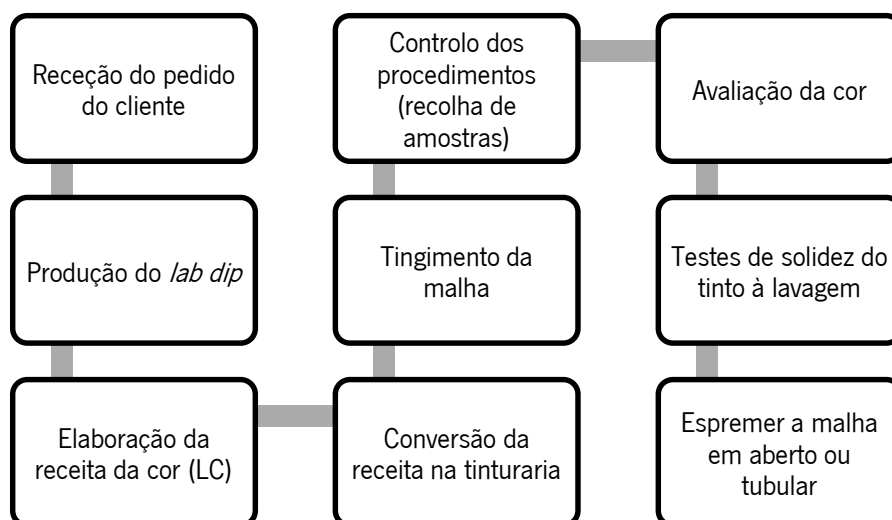 Receção do pedido
do cliente
Produção do lab dip
Elaboração da
receita da cor (LC)
Conversão da
receita na tinturaria
Tingimento da
malha
Controlo dos
procedimentos
(recolha de
amostras)
Avaliação da cor
Testes de solidez do
tinto à lavagem
Espremer a malha
em aberto ou
tubular